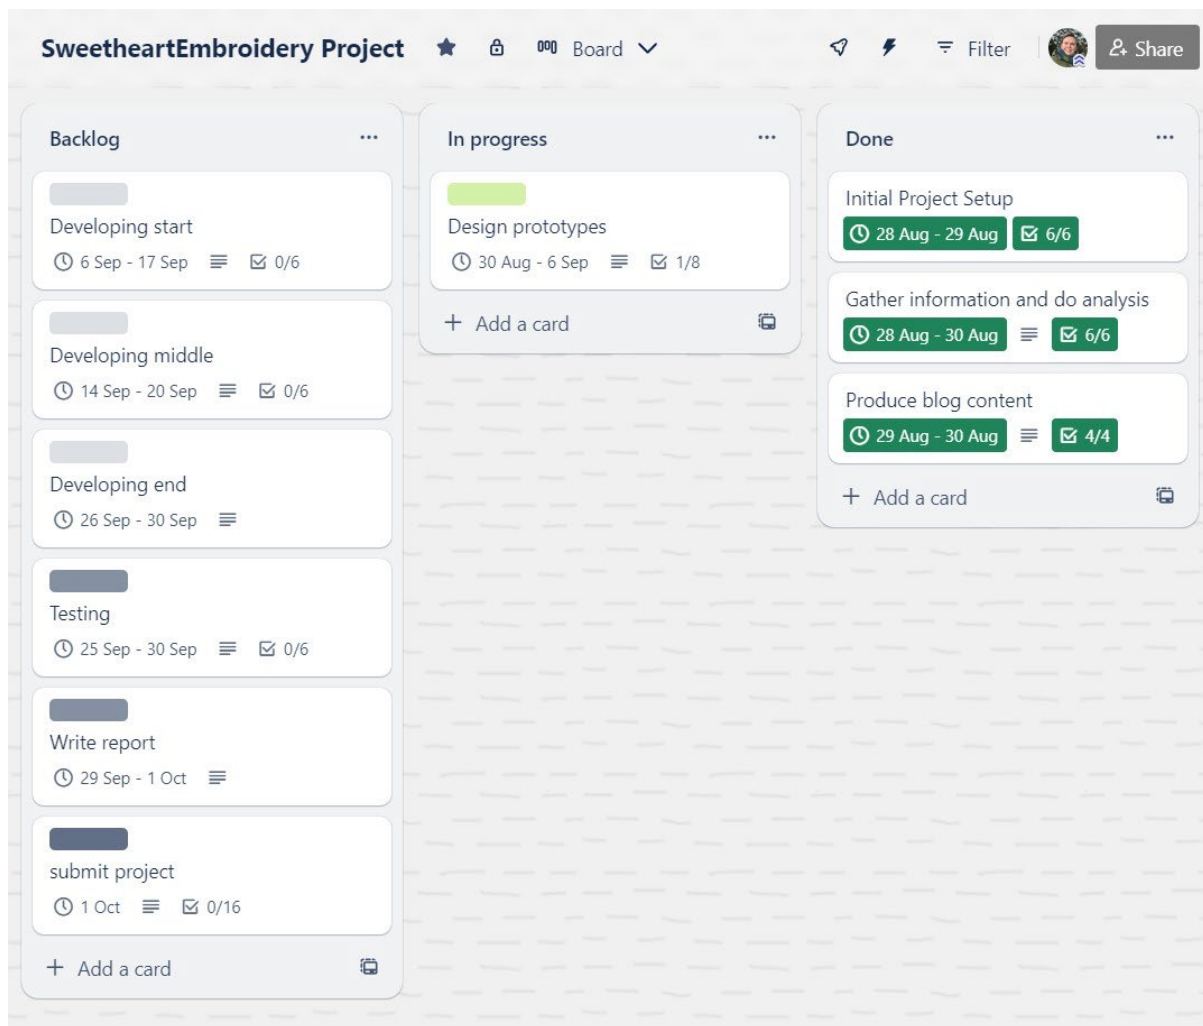 SweetheartEmbroidery Project Board Filter Share
Backlog
Developing start
6 Sep - 17 Sep 0/6
Developing middle
14 Sep - 20 Sep 0/6
Developing end
26 Sep - 30 Sep
Testing
25 Sep - 30 Sep 0/6
Write report
29 Sep - 1 Oct
submit project
1 Oct 0/16
+ Add a card
In progress
Design prototypes
30 Aug - 6 Sep 1/8
+ Add a card
Done
Initial Project Setup
28 Aug - 29 Aug 6/6
Gather information and do analysis
28 Aug - 30 Aug 6/6
Produce blog content
29 Aug - 30 Aug 4/4
+ Add a card